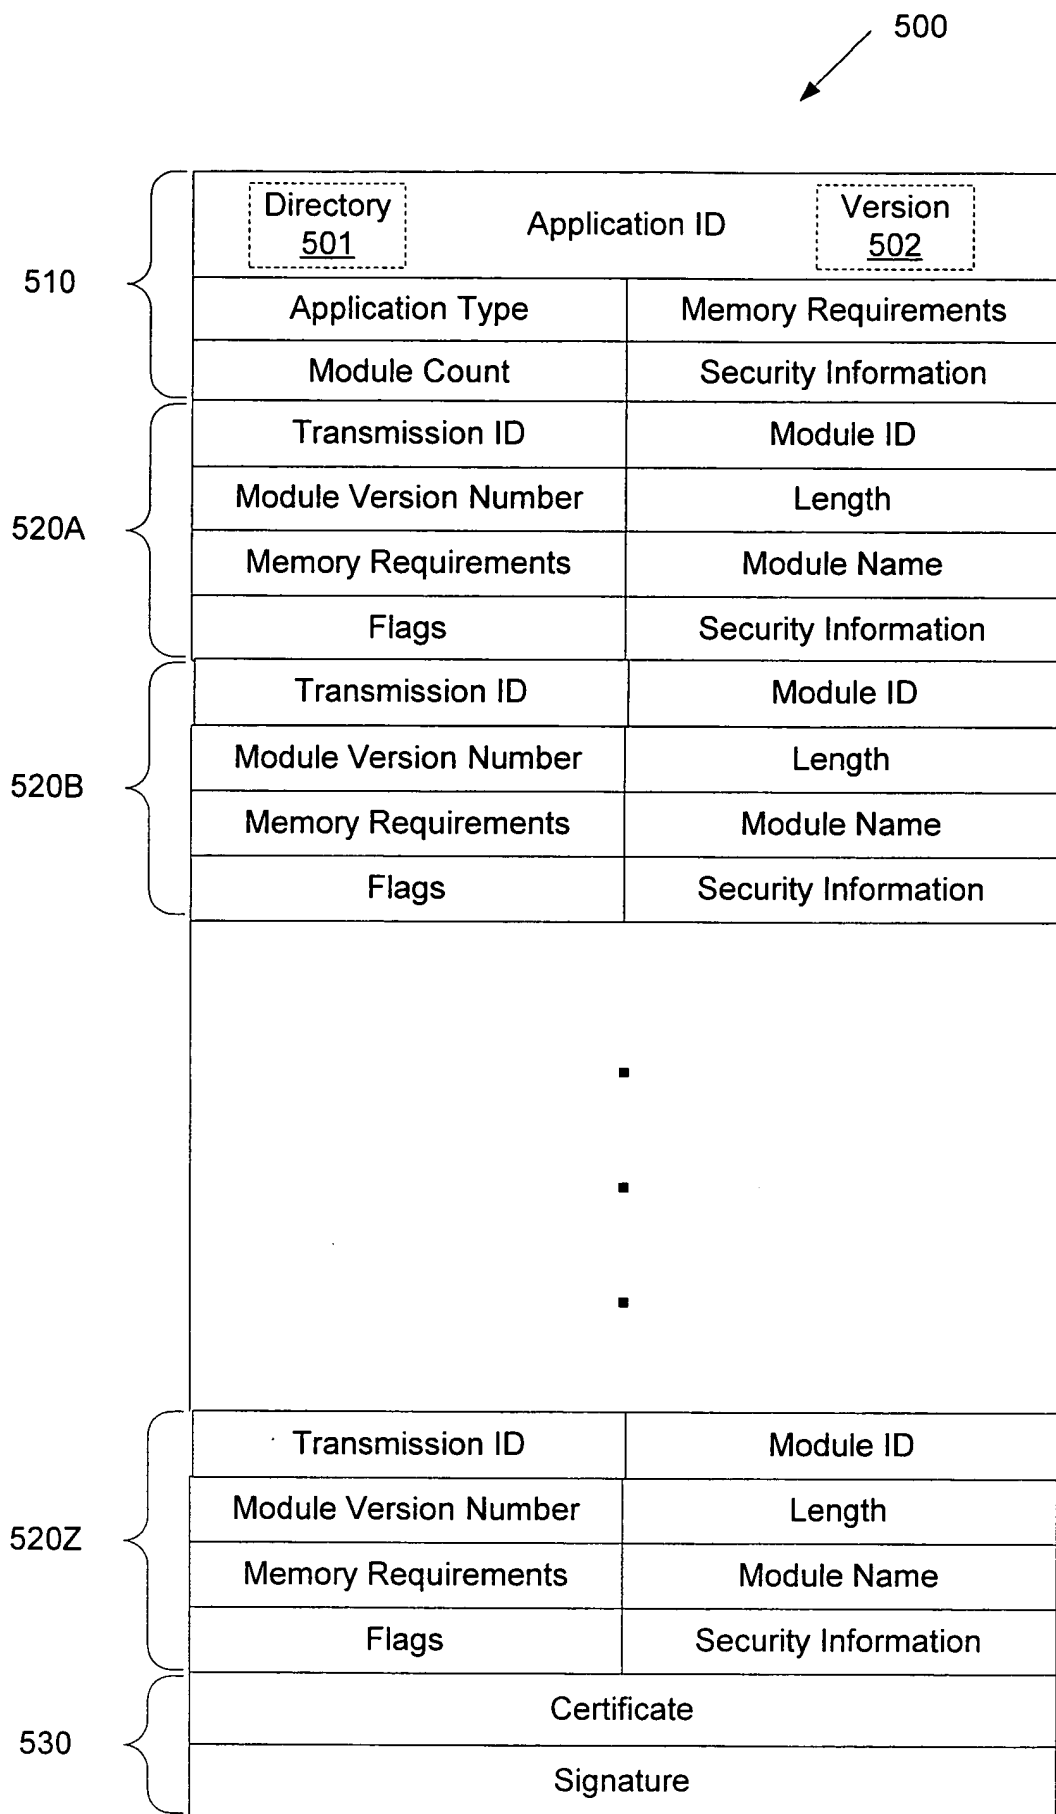 500
510
Directory
501
Application ID
Version
502
Application Type
Memory Requirements
Module Count
Security Information
520A
Transmission ID
Module ID
Module Version Number
Length
Memory Requirements
Module Name
Flags
Security Information
520B
Transmission ID
Module ID
Module Version Number
Length
Memory Requirements
Module Name
Flags
Security Information
520Z
Transmission ID
Module ID
Module Version Number
Length
Memory Requirements
Module Name
Flags
Security Information
530
Certificate
Signature